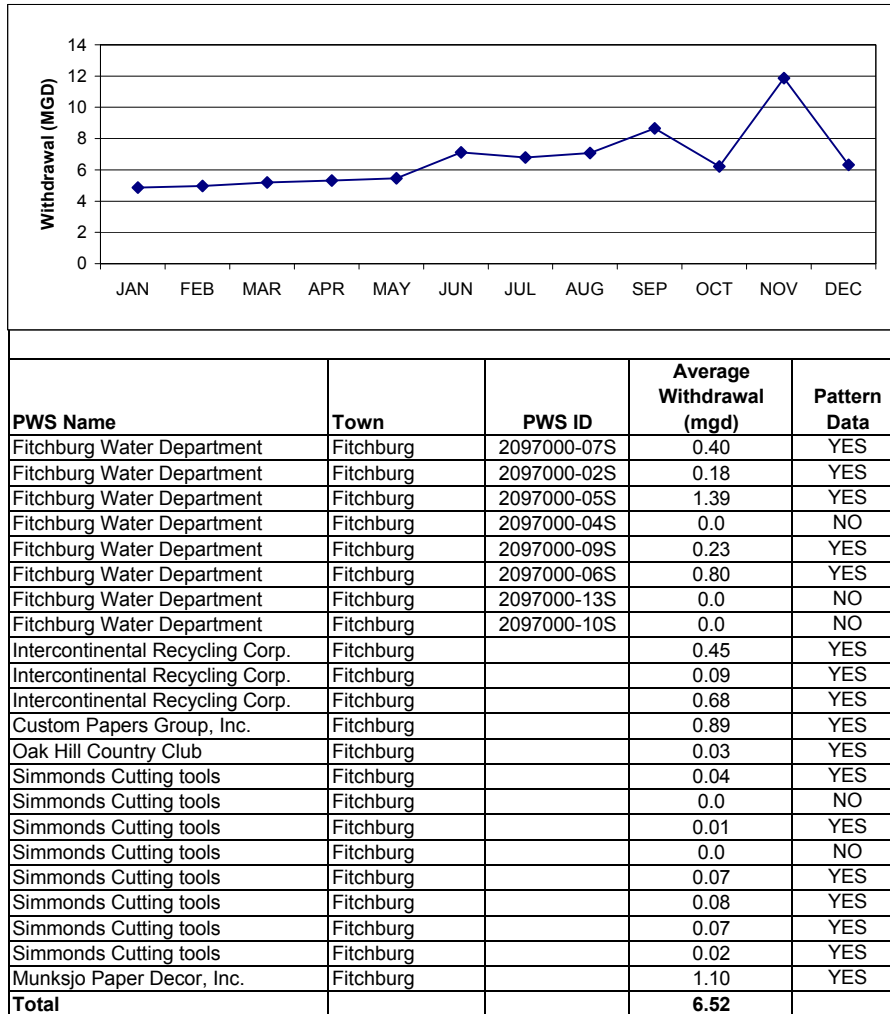 14
12
10
8
6
4
2
0
Withdrawal (MGD)
JAN FEB MAR APR MAY JUN JUL AUG SEP OCT NOV DEC
PWS Name Town PWS ID Average Withdrawal (mgd) Pattern Data
Fitchburg Water Department Fitchburg 2097000-07S 0.40 YES
Fitchburg Water Department Fitchburg 2097000-02S 0.18 YES
Fitchburg Water Department Fitchburg 2097000-05S 1.39 YES
Fitchburg Water Department Fitchburg 2097000-04S 0.0 NO
Fitchburg Water Department Fitchburg 2097000-09S 0.23 YES
Fitchburg Water Department Fitchburg 2097000-06S 0.80 YES
Fitchburg Water Department Fitchburg 2097000-13S 0.0 NO
Fitchburg Water Department Fitchburg 2097000-10S 0.0 NO
Intercontinental Recycling Corp. Fitchburg 0.45 YES
Intercontinental Recycling Corp. Fitchburg 0.09 YES
Intercontinental Recycling Corp. Fitchburg 0.68 YES
Custom Papers Group, Inc. Fitchburg 0.89 YES
Oak Hill Country Club Fitchburg 0.03 YES
Simmonds Cutting tools Fitchburg 0.04 YES
Simmonds Cutting tools Fitchburg 0.0 NO
Simmonds Cutting tools Fitchburg 0.01 YES
Simmonds Cutting tools Fitchburg 0.0 NO
Simmonds Cutting tools Fitchburg 0.07 YES
Simmonds Cutting tools Fitchburg 0.08 YES
Simmonds Cutting tools Fitchburg 0.07 YES
Simmonds Cutting tools Fitchburg 0.02 YES
Munksjo Paper Decor, Inc. Fitchburg 1.10 YES
Total 6.52